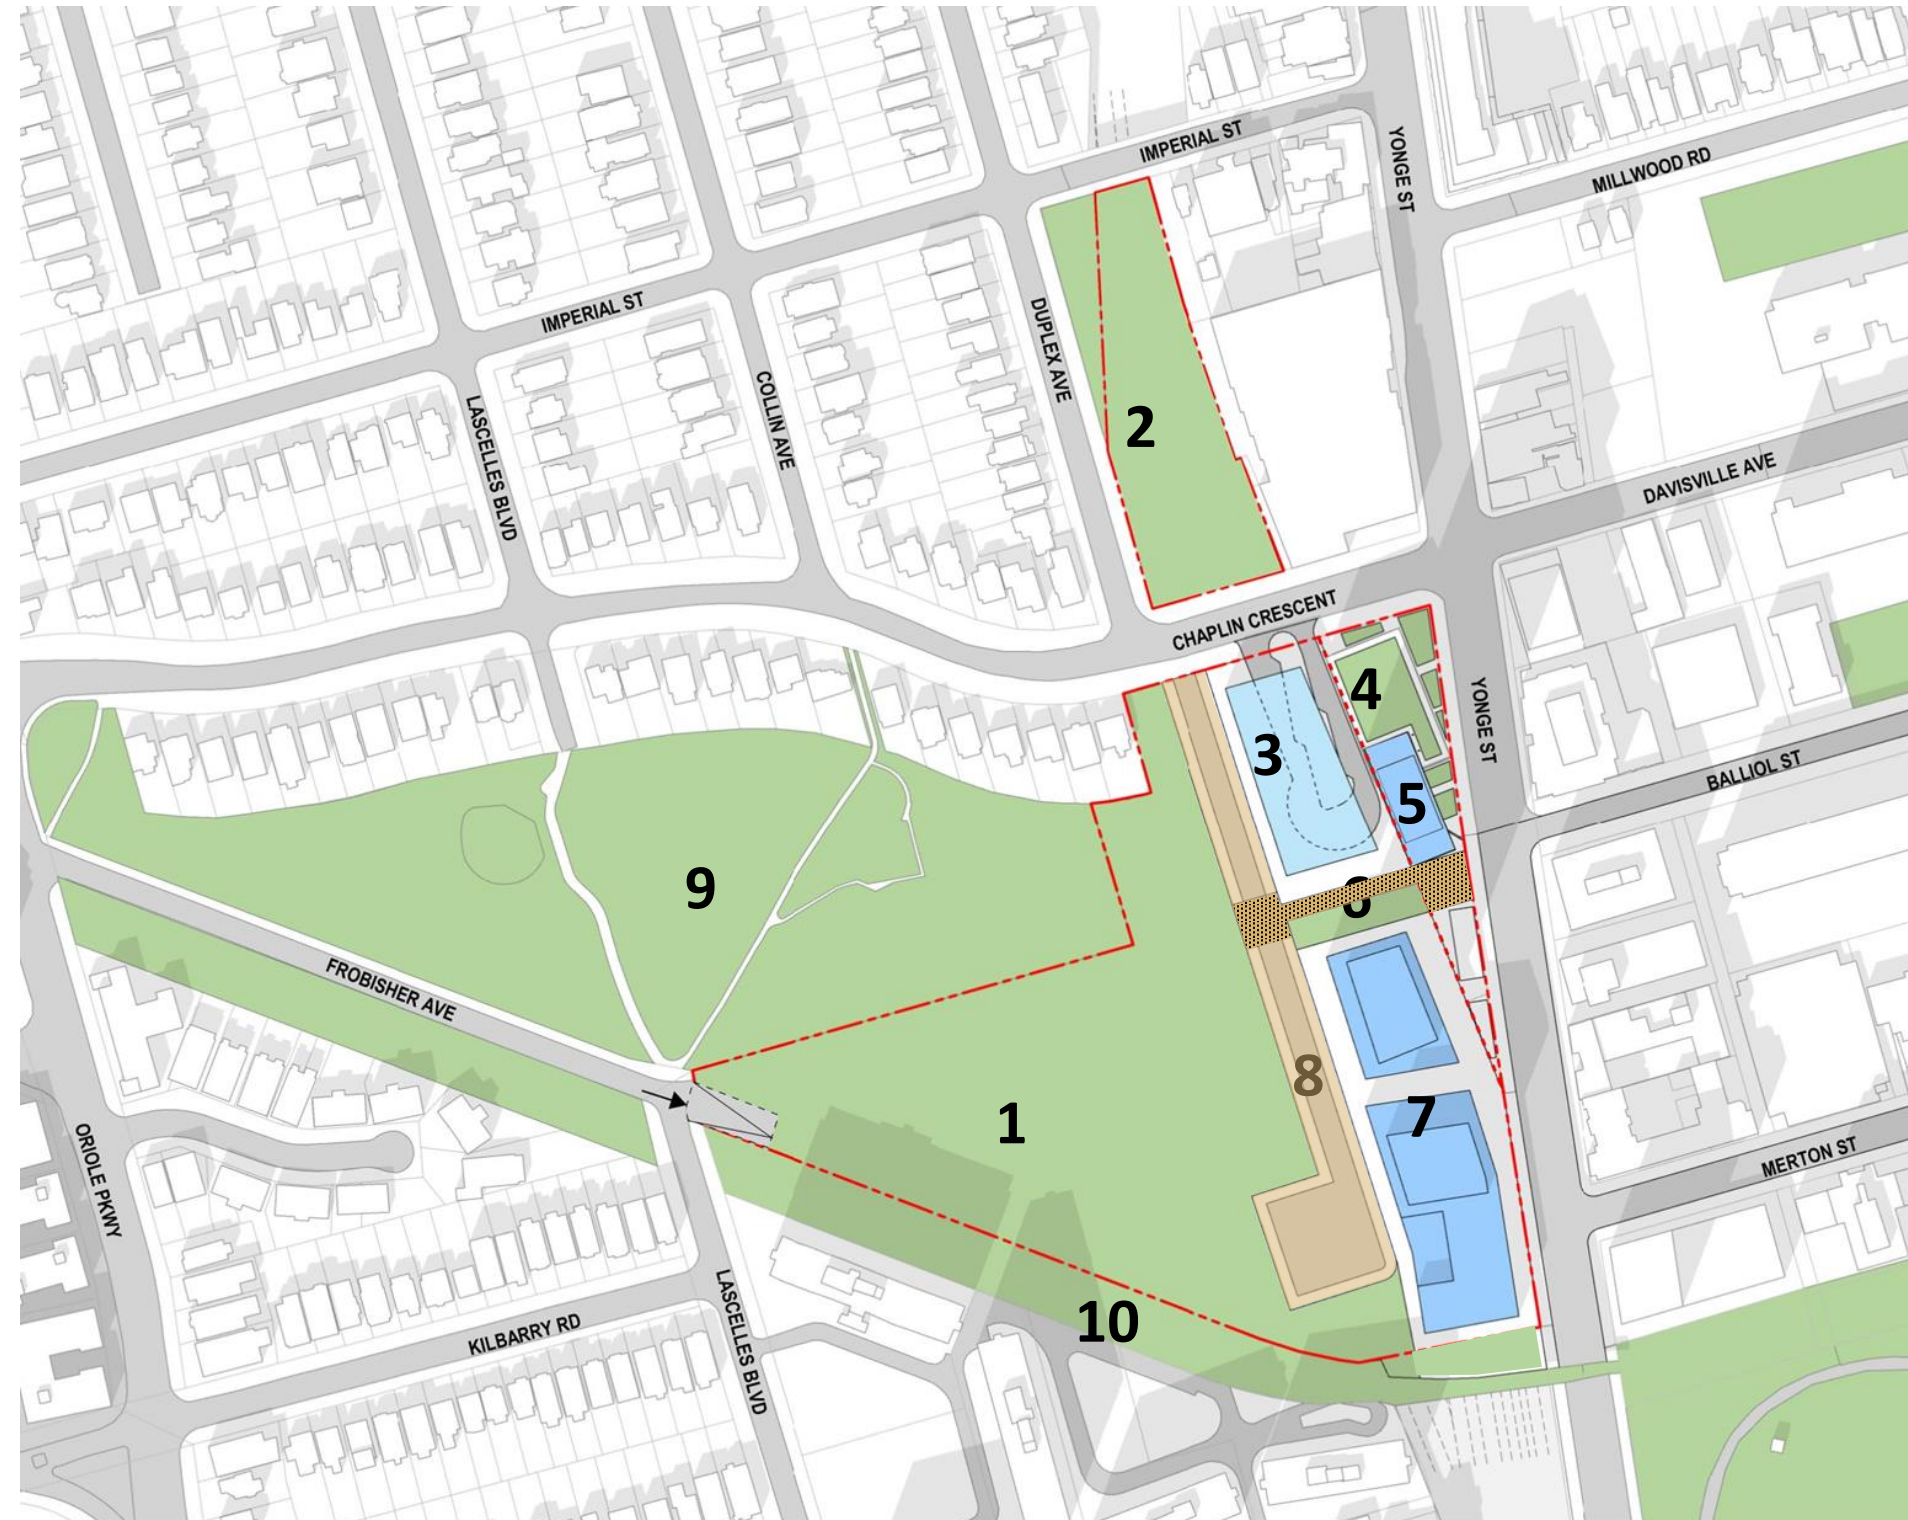 IMPERIAL ST
YONGE ST
MILLWOOD RD
IMPERIAL ST
DUPLEX AVE
COLLIN AVE
LASCELLES BLVD
2
DAVISVILLE AVE
CHAPLIN CRESCENT
4
3
5
YONGE ST
BALLIOL ST
9
6
FROBISHER AVE
8
1
7
MERTON ST
ORIOLE PKWY
10
KILBARRY RD
LASCELLES BLVD